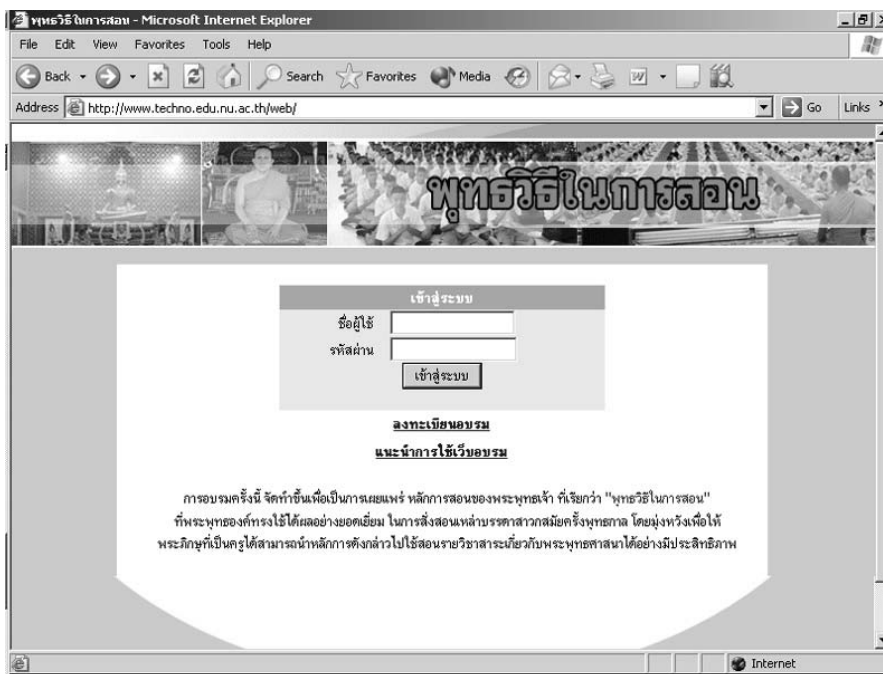 พุทธวิธีในการสอน - Microsoft Internet Explorer
File Edit View Favorites Tools Help
Back Search Favorites Media
Address http://www.techno.edu.nu.ac.th/web/ Go Links
พุทธวิธีในการสอน
เข้าสู่ระบบ
ชื่อผู้ใช้
รหัสผ่าน
เข้าสู่ระบบ
ลงทะเบียนอบรม
แนะนำการใช้เว็บอบรม
การอบรมครั้งนี้ จัดทำขึ้นเพื่อเป็นการเผยแพร่ หลักการสอนของพระพุทธเจ้า ที่เรียกว่า "พุทธวิธีในการสอน"
ที่พระพุทธองค์ทรงใช้ได้ผลอย่างยอดเยี่ยม ในการสั่งสอนเหล่าบรรดาสาวกสมัยครั้งพุทธกาล โดยมุ่งหวังเพื่อให้
พระภิกษุที่เป็นครูได้สามารถนำหลักการดังกล่าวไปใช้สอนรายวิชาสาระเกี่ยวกับพระพุทธศาสนาได้อย่างมีประสิทธิภาพ
Internet